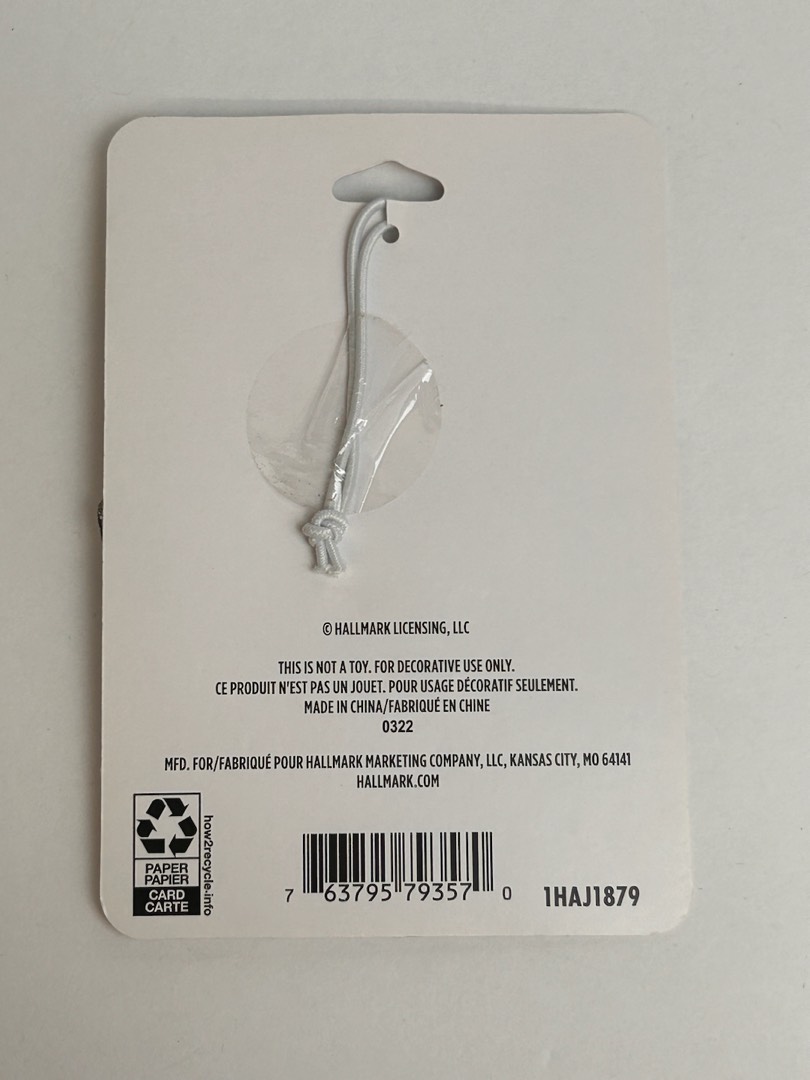 © HALLMARK LICENSING, LLC
THIS IS NOT A TOY. FOR DECORATIVE USE ONLY.
CE PRODUIT N'EST PAS UN JOUET. POUR USAGE DÉCORATIF SEULEMENT.
MADE IN CHINA/FABRIQUÉ EN CHINE
0322
MFD. FOR/FABRIQUÉ POUR HALLMARK MARKETING COMPANY, LLC, KANSAS CITY, MO 64141
HALLMARK.COM
PAPER
PAPIER
CARD
CARTE
how2recycle.info
7 63795 79357 0
1HAJ1879